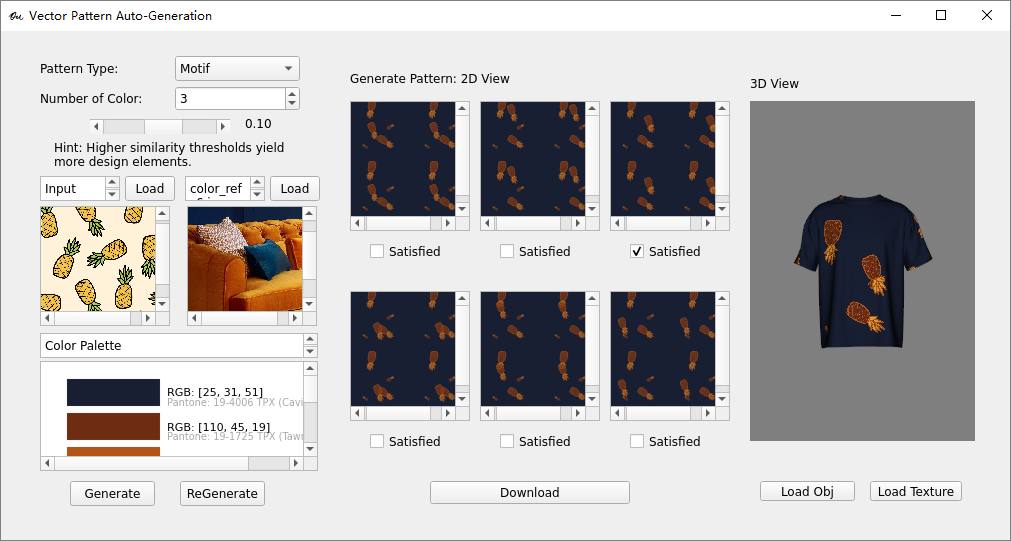 Vector Pattern Auto-Generation
Pattern Type:
Motif
Number of Color:
3
0.10
Hint: Higher similarity thresholds yield
more design elements.
Input
Load
color_ref
Load
Color Palette
RGB: [25, 31, 51]
Pantone: 19-4006 TPX (Cavi
RGB: [110, 45, 19]
Pantone: 19-1725 TPX (Tawn
Generate
ReGenerate
Generate Pattern: 2D View
Satisfied
Satisfied
Satisfied
Satisfied
Satisfied
Satisfied
Download
3D View
Load Obj
Load Texture